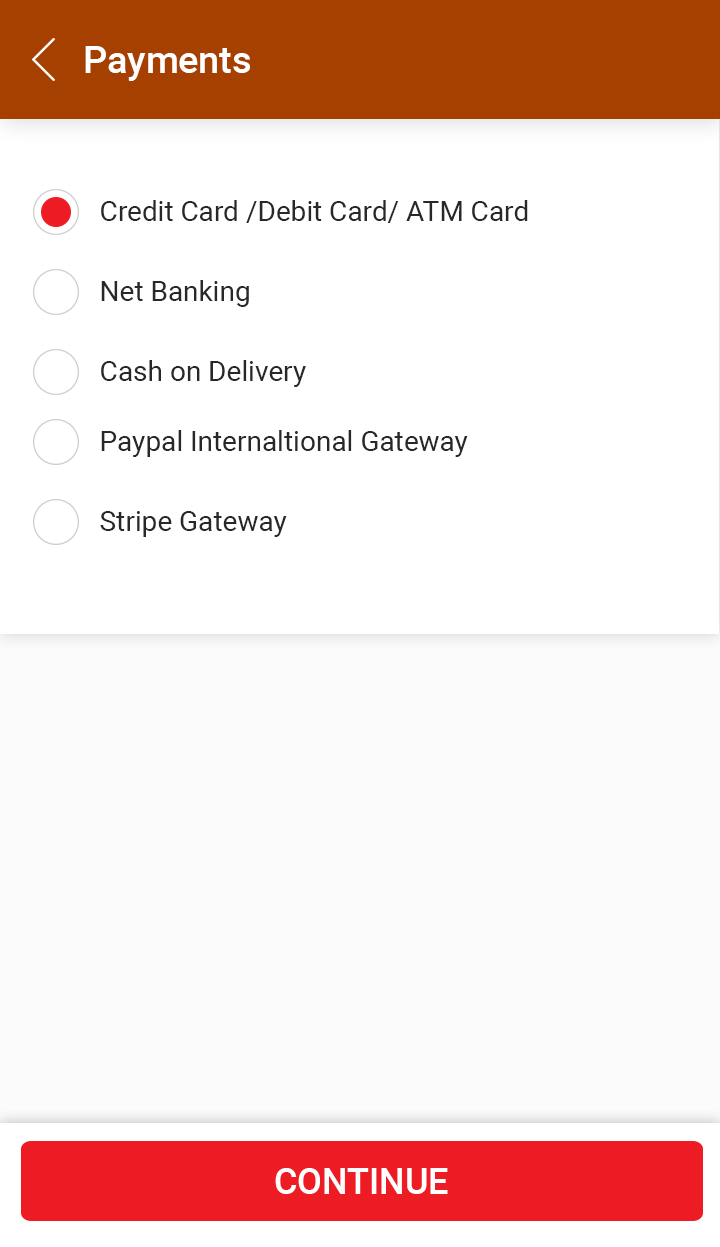 Payments
Credit Card /Debit Card/ ATM Card
Net Banking
Cash on Delivery
Paypal Internaltional Gateway
Stripe Gateway
CONTINUE